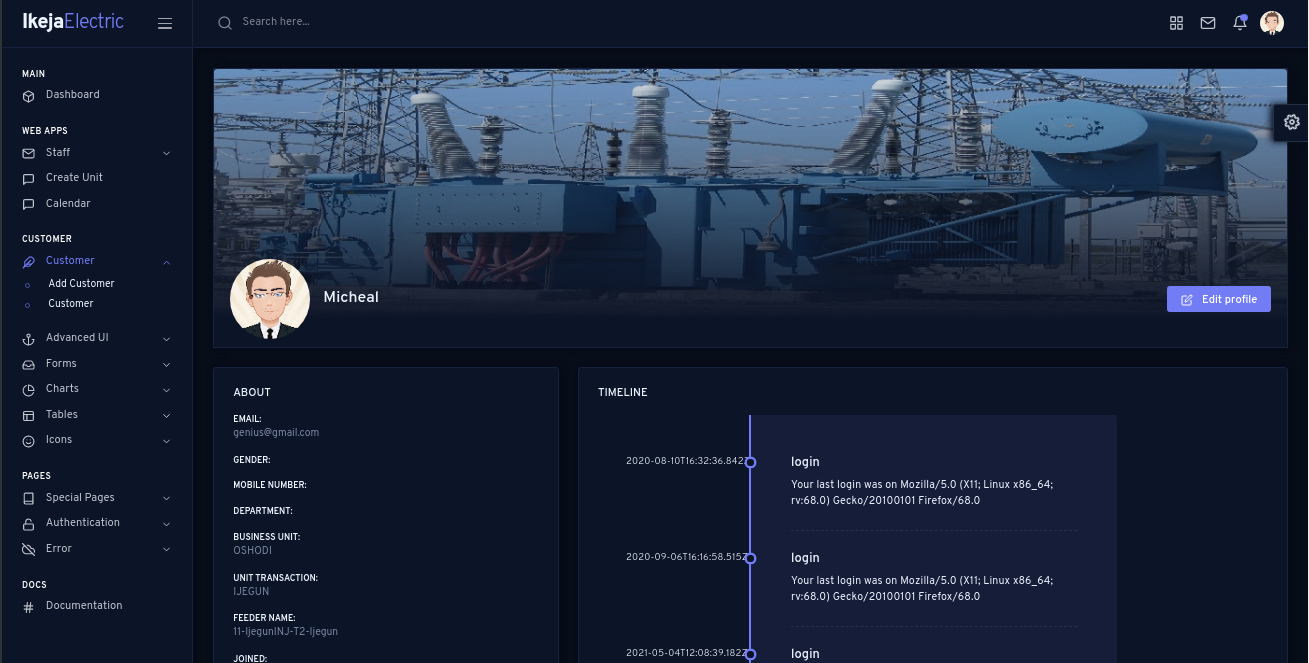 IkejaElectric
Search here...
MAIN
Dashboard
WEB APPS
Staff
Create Unit
Calendar
CUSTOMER
Customer
Add Customer
Customer
Advanced UI
Forms
Charts
Tables
Icons
PAGES
Special Pages
Authentication
Error
DOCS
Documentation
Micheal
Edit profile
ABOUT
EMAIL:
genius@gmail.com
GENDER:
MOBILE NUMBER:
DEPARTMENT:
BUSINESS UNIT:
OSHODI
UNIT TRANSACTION:
IJEGUN
FEEDER NAME:
11-IjegunINJ-T2-Ijegun
JOINED:
TIMELINE
2020-08-10T16:32:36.842Z
login
Your last login was on Mozilla/5.0 (X11; Linux x86_64;
rv:68.0) Gecko/20100101 Firefox/68.0
2020-09-06T16:16:58.515Z
login
Your last login was on Mozilla/5.0 (X11; Linux x86_64;
rv:68.0) Gecko/20100101 Firefox/68.0
2021-05-04T12:08:39.182Z
login